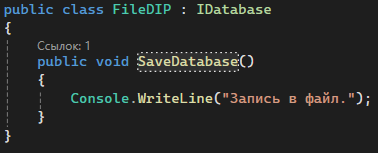 public class FileDIP : IDatabase
{
Ссылок: 1
public void SaveDatabase()
{
Console.WriteLine("Запись в файл.");
}
}